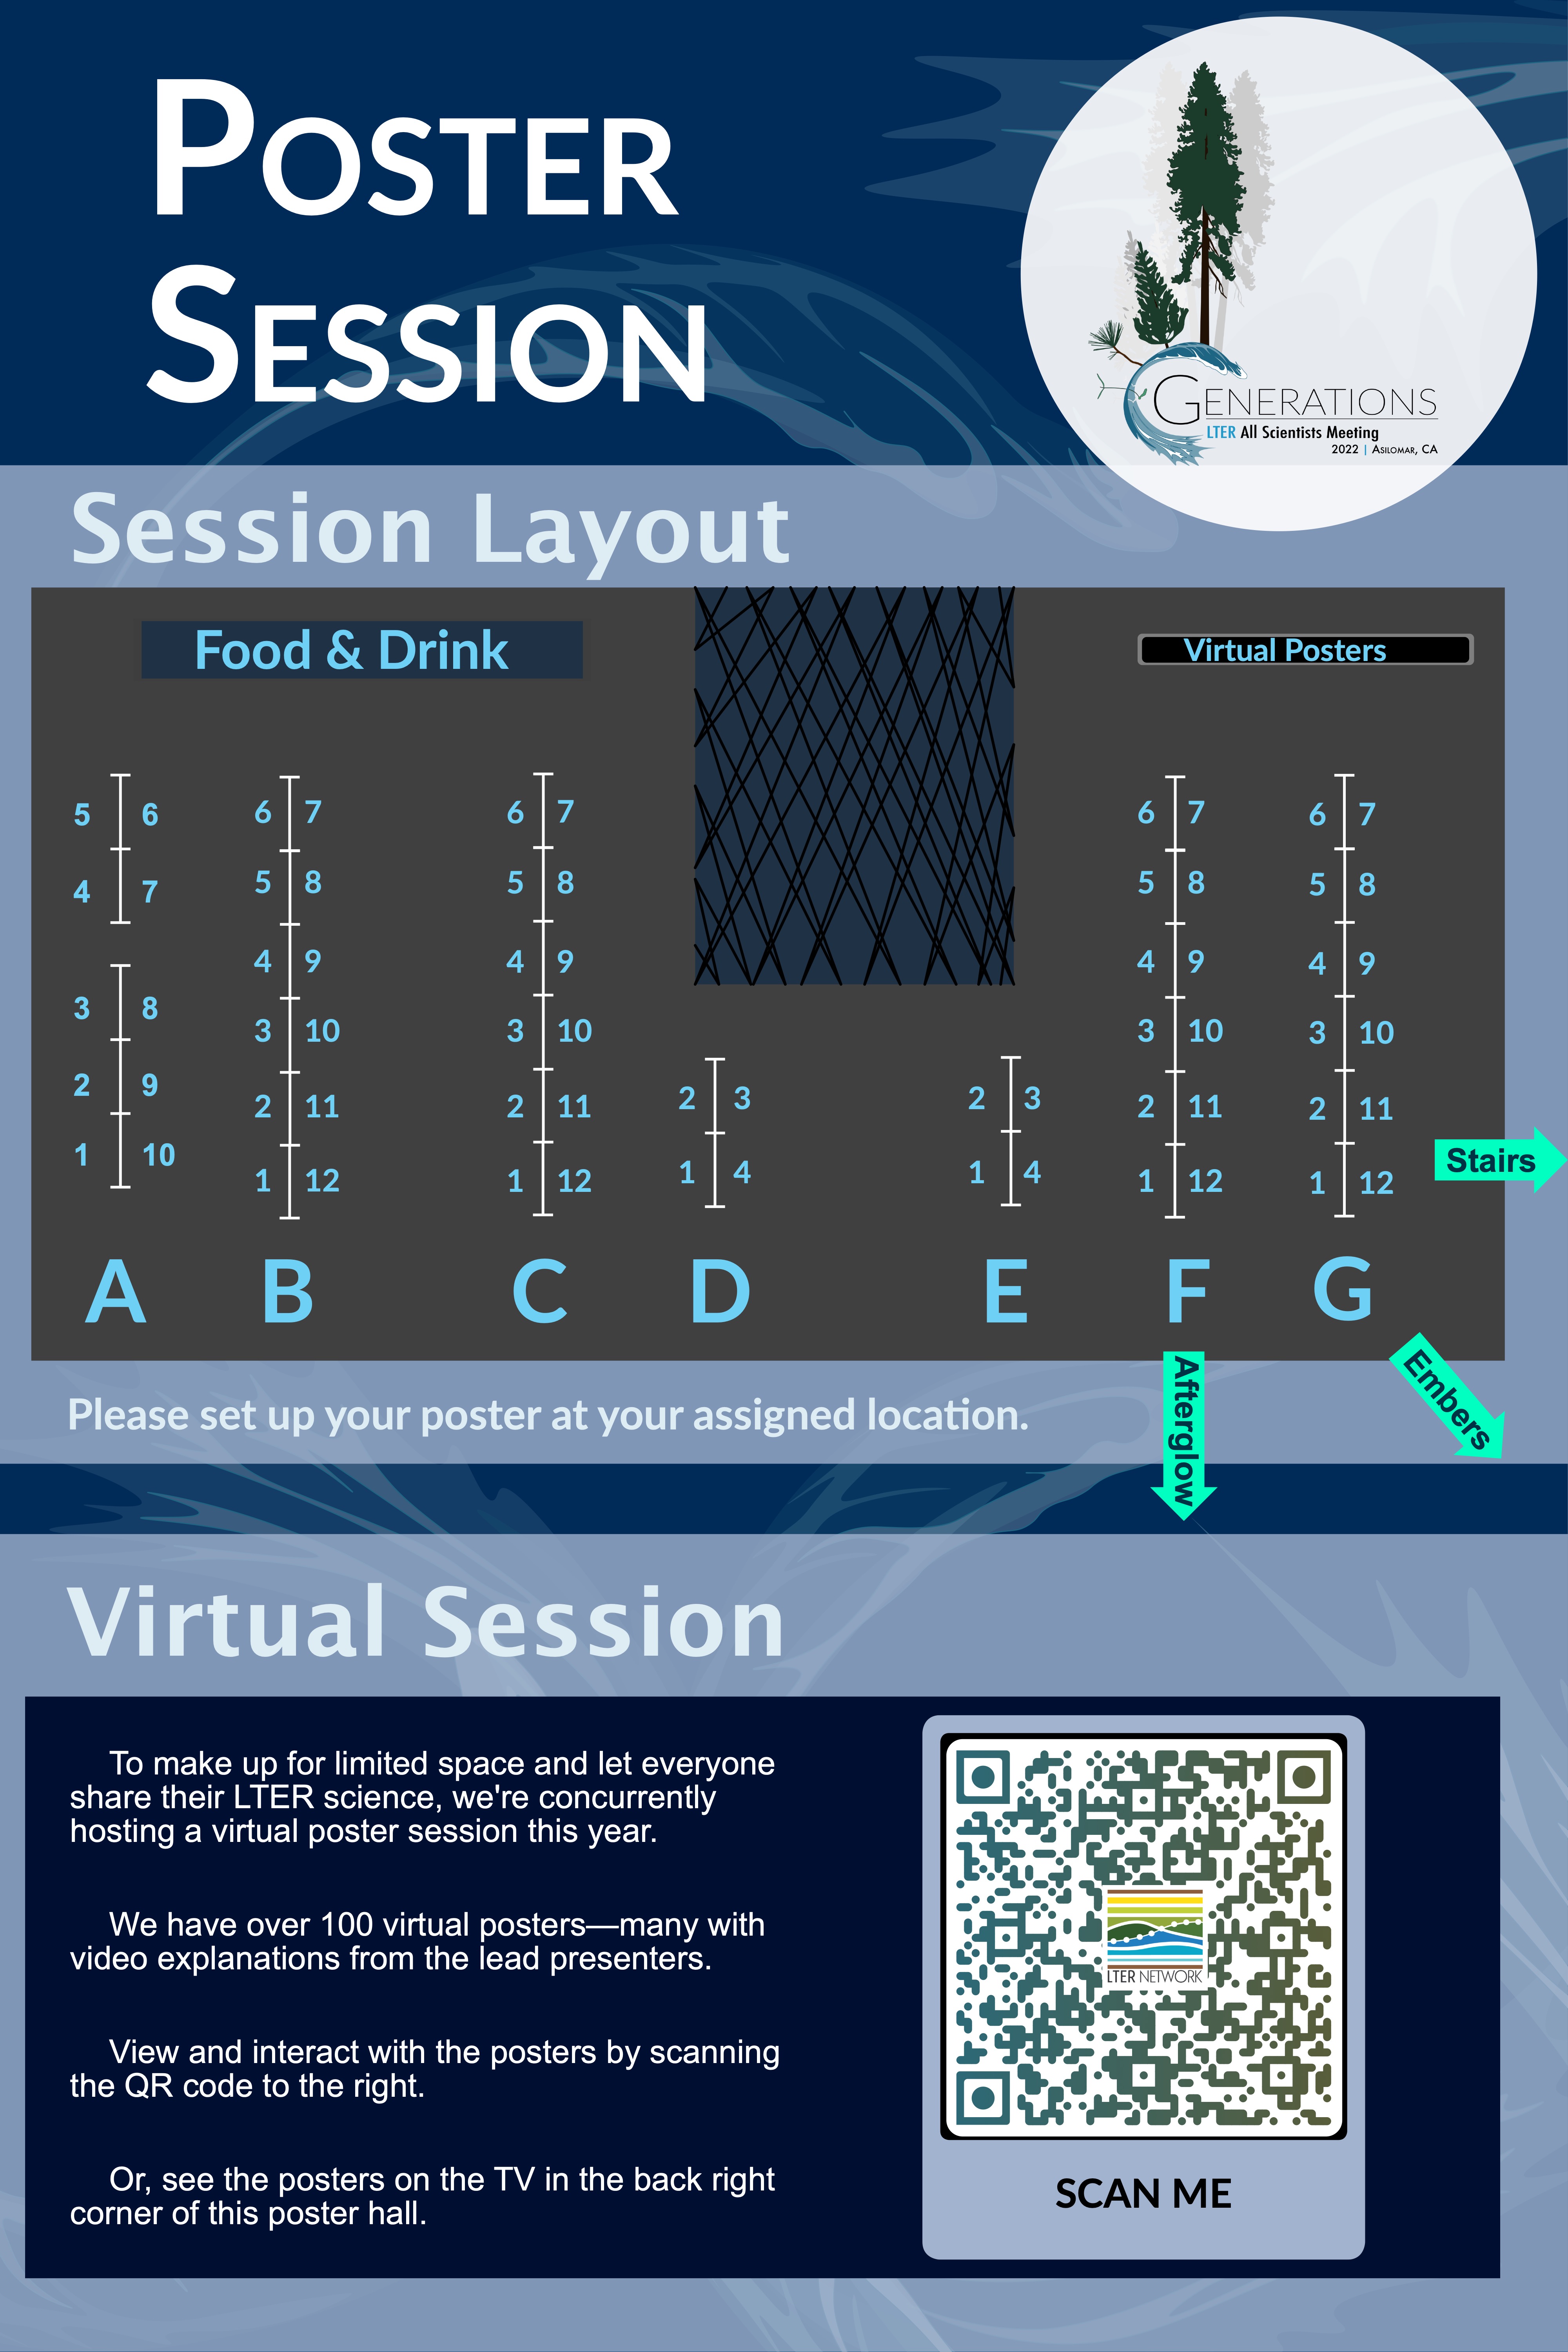 POSTER
SESSION
GENERATIONS
LTER All Scientists Meeting
2022 | ASILOMAR, CA
Session Layout
Food & Drink
Virtual Posters
5 6 6 7 6 7 6 7 6 7
4 7 5 8 5 8 5 8 5 8
3 8 4 9 4 9 4 9 4 9
2 9 3 10 3 10 3 10 3 10
1 10 2 11 2 11 2 3 2 3 2 11 2 11
1 12 1 12 1 4 1 4 1 12 1 12
Stairs
A B C D E F G
Afterglow
Embers
Please set up your poster at your assigned location.
Virtual Session
To make up for limited space and let everyone
share their LTER science, we're concurrently
hosting a virtual poster session this year.
We have over 100 virtual posters—many with
video explanations from the lead presenters.
View and interact with the posters by scanning
the QR code to the right.
Or, see the posters on the TV in the back right
corner of this poster hall.
LTER NETWORK
SCAN ME